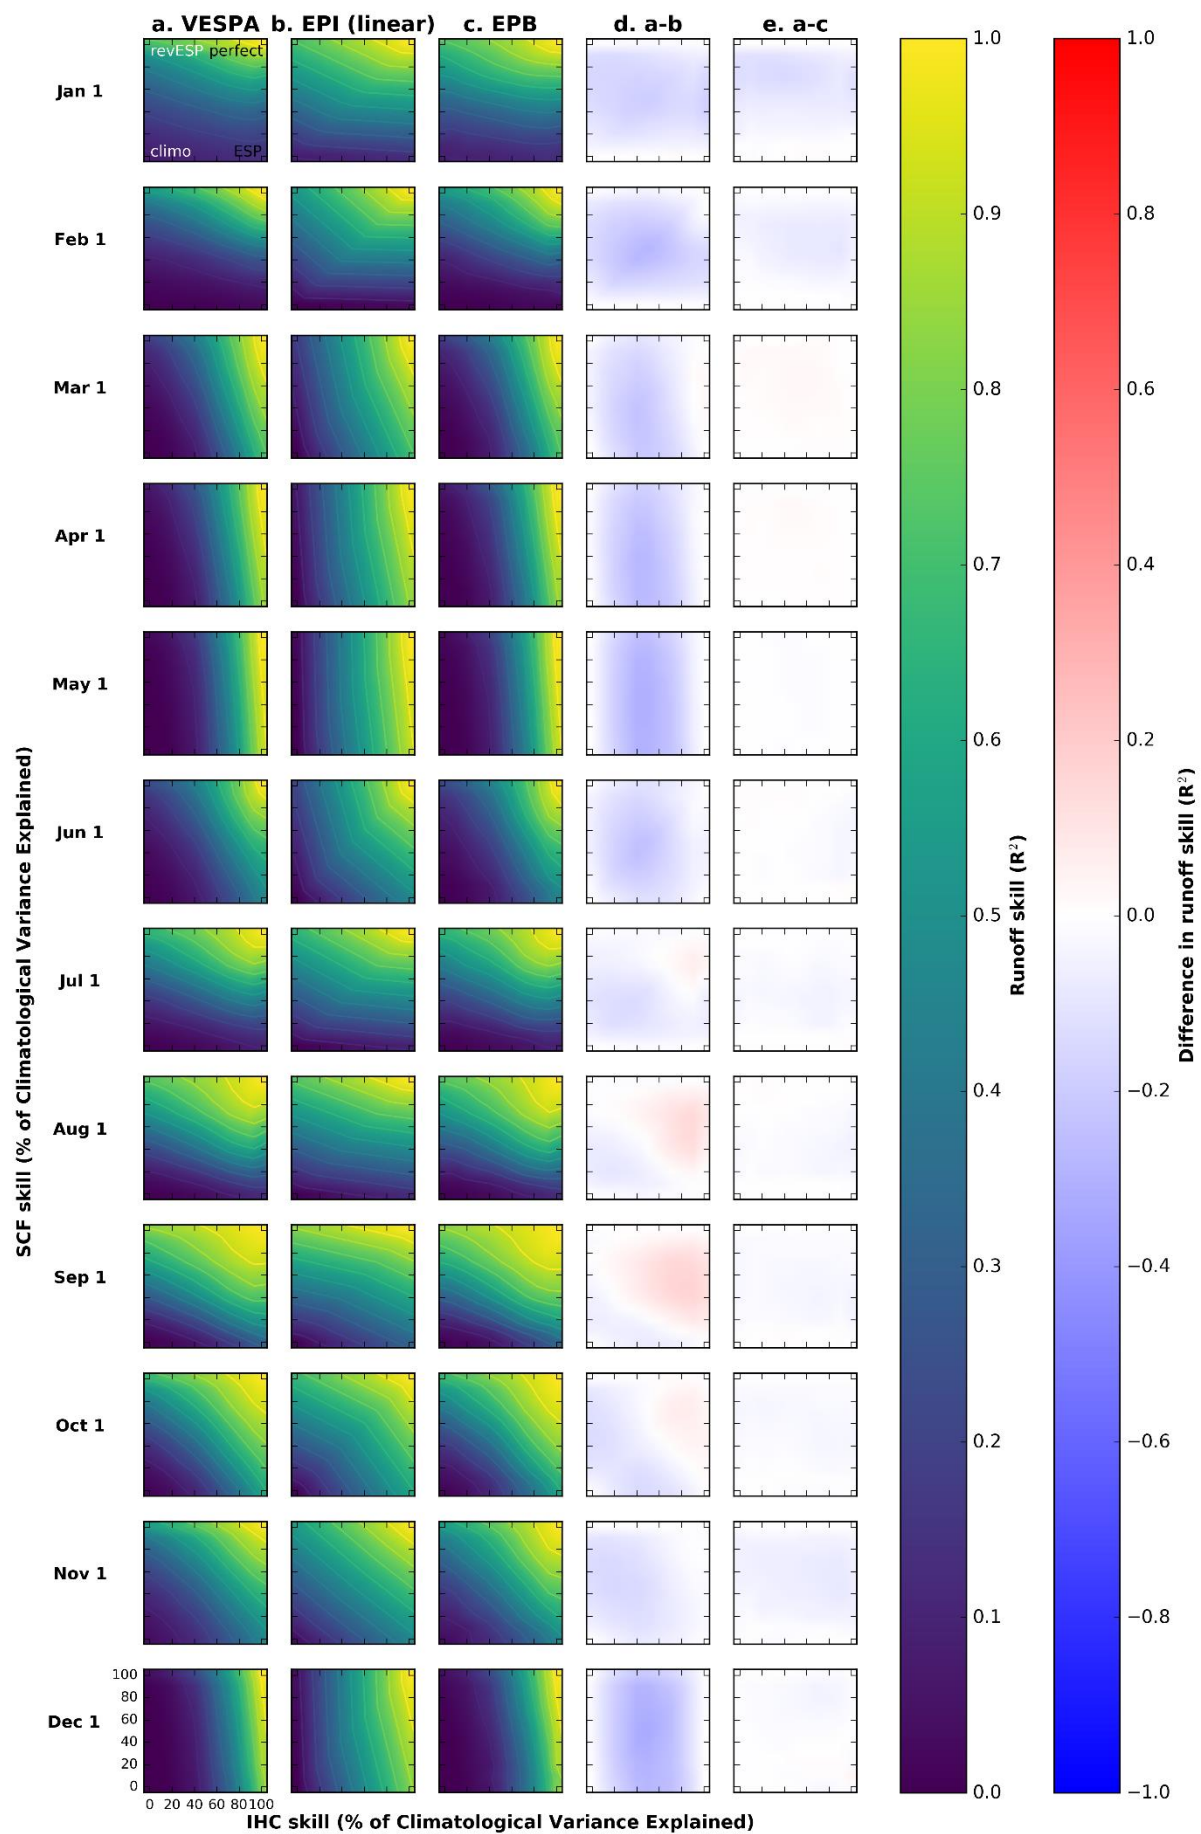 a. VESPA b. EPI (linear) c. EPB d. a-b e. a-c
revESP perfect
climo ESP
Jan 1
Feb 1
Mar 1
Apr 1
May 1
Jun 1
Jul 1
Aug 1
Sep 1
Oct 1
Nov 1
Dec 1
SCF skill (% of Climatological Variance Explained)
100
80
60
40
20
0
0 20 40 60 80 100
IHC skill (% of Climatological Variance Explained)
1.0
0.9
0.8
0.7
0.6
0.5
0.4
0.3
0.2
0.1
0.0
Runoff skill (R²)
1.0
0.8
0.6
0.4
0.2
0.0
−0.2
−0.4
−0.6
−0.8
−1.0
Difference in runoff skill (R²)